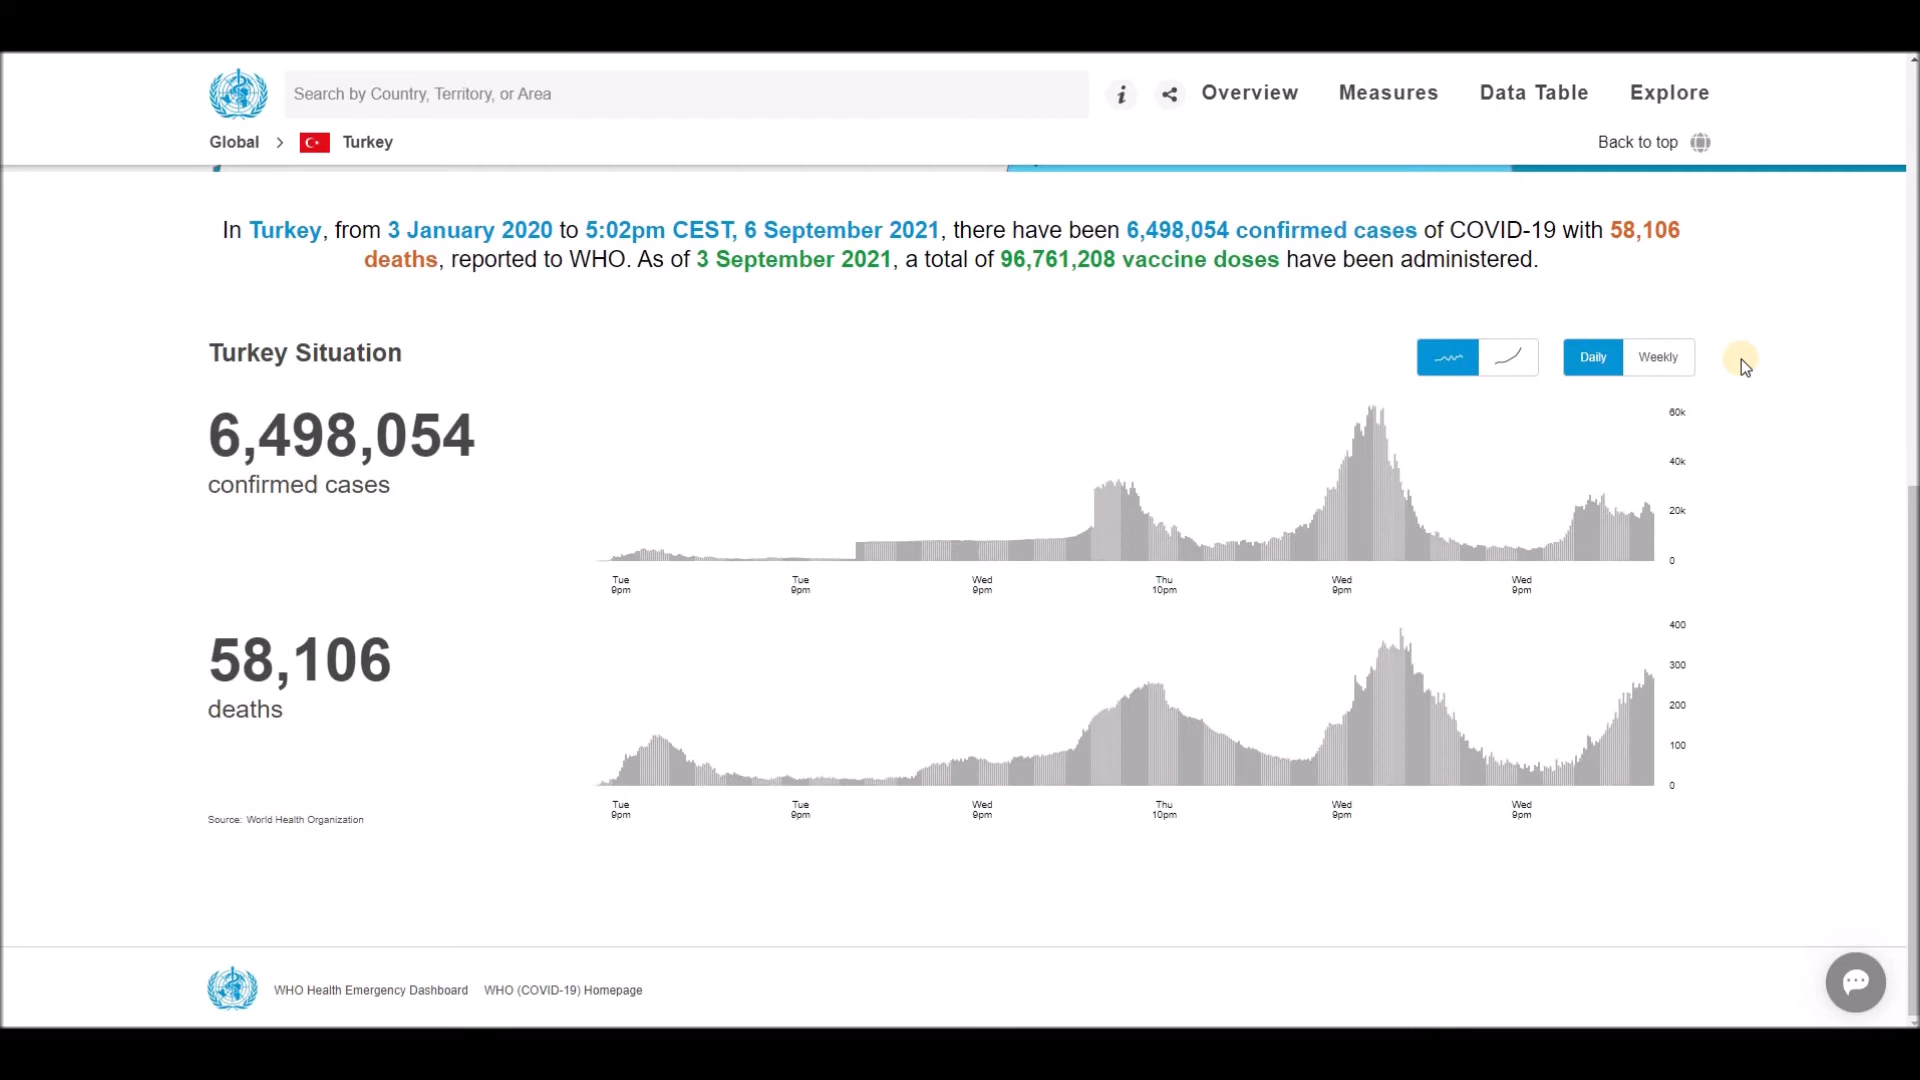 Search by Country, Territory, or Area
i
Overview
Measures
Data Table
Explore
Global > Turkey
Back to top
In Turkey, from 3 January 2020 to 5:02pm CEST, 6 September 2021, there have been 6,498,054 confirmed cases of COVID-19 with 58,106
deaths, reported to WHO. As of 3 September 2021, a total of 96,761,208 vaccine doses have been administered.
Turkey Situation
Daily
Weekly
6,498,054
confirmed cases
60k
40k
20k
0
Tue
9pm
Tue
9pm
Wed
9pm
Thu
10pm
Wed
9pm
Wed
9pm
58,106
deaths
400
300
200
100
0
Tue
9pm
Tue
9pm
Wed
9pm
Thu
10pm
Wed
9pm
Wed
9pm
Source: World Health Organization
WHO Health Emergency Dashboard
WHO (COVID-19) Homepage